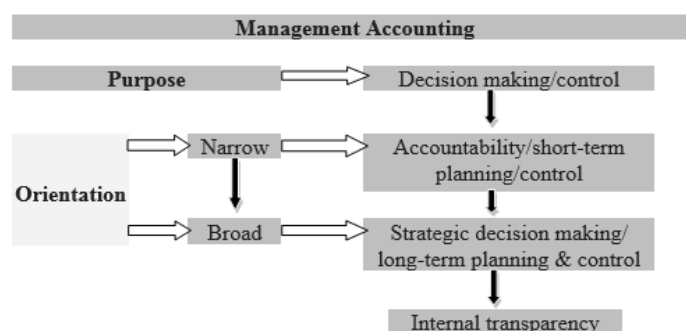 Management Accounting
Purpose
Decision making/control
Narrow
Accountability/short-term
planning/control
Orientation
Broad
Strategic decision making/
long-term planning & control
Internal transparency